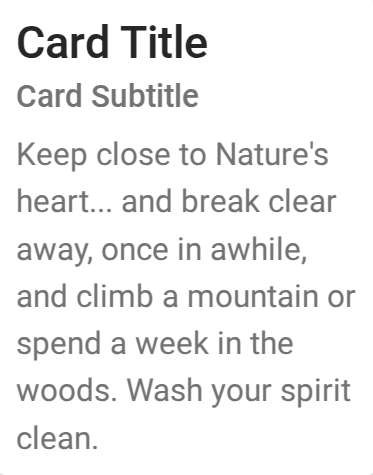 Card Title
Card Subtitle
Keep close to Nature's
heart... and break clear
away, once in awhile,
and climb a mountain or
spend a week in the
woods. Wash your spirit
clean.